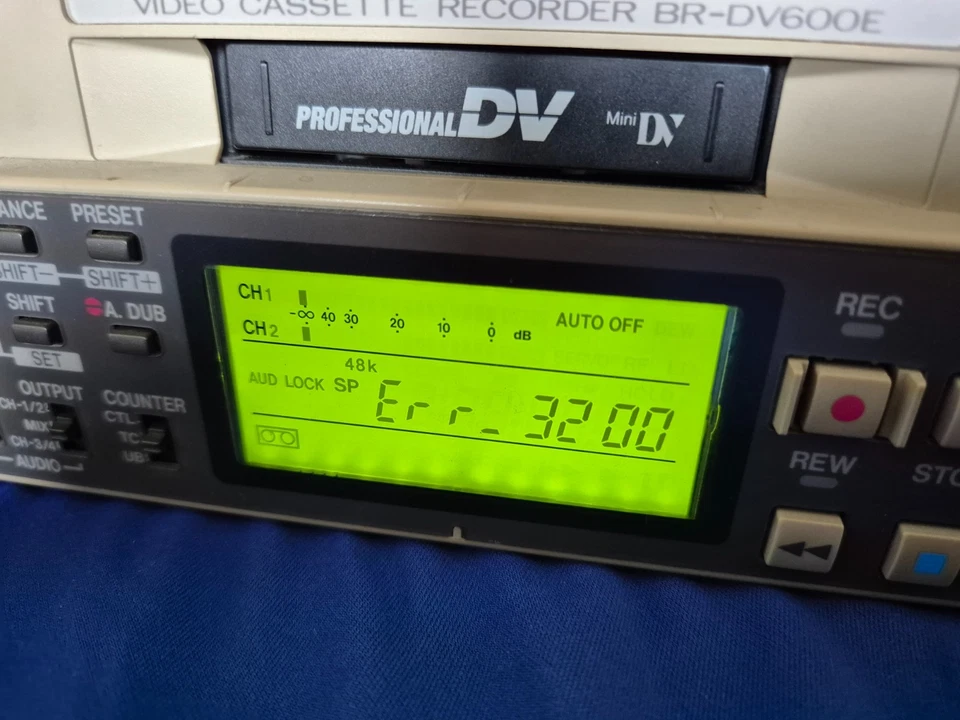 VIDEO CASSETTE RECORDER BR-DV600E
PROFESSIONAL DV
Mini DV
ANCE PRESET
SHIFT− SHIFT+
SHIFT A. DUB
SET
OUTPUT COUNTER
CH-1/2 CTL
MIX TC
CH-3/4 UB
AUDIO
CH1
-∞ 40 30 20 10 0 dB
CH2
AUTO OFF
48k
AUD LOCK SP Err_3200
REC
REW STO